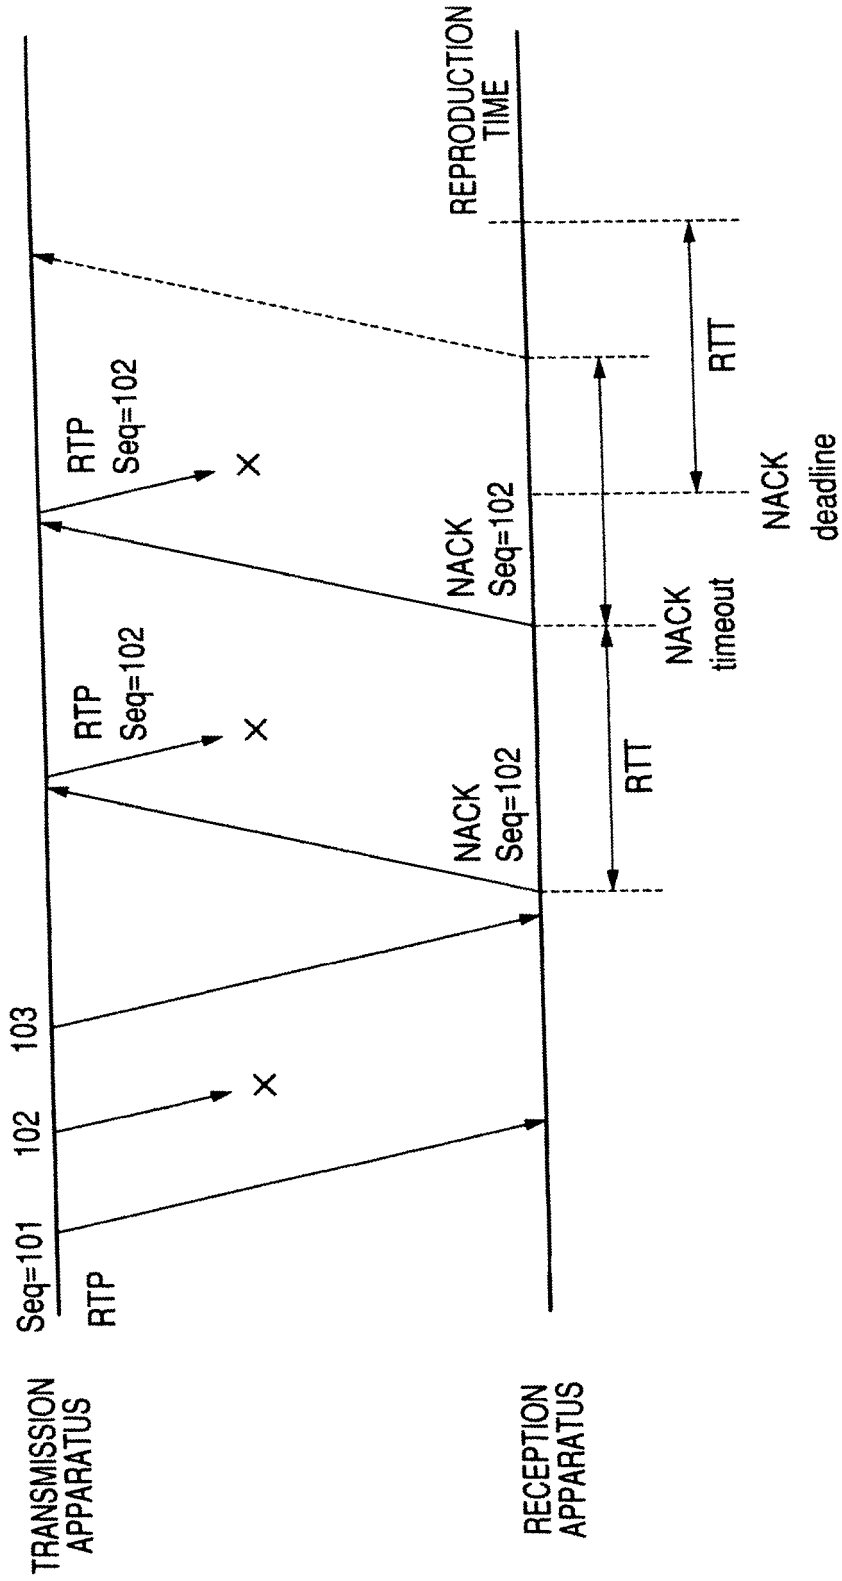 TRANSMISSION
APPARATUS
Seq=101
102
103
RTP
RTP
Seq=102
RTP
Seq=102
NACK
Seq=102
NACK
Seq=102
REPRODUCTION
TIME
RECEPTION
APPARATUS
RTT
NACK
timeout
RTT
NACK
deadline